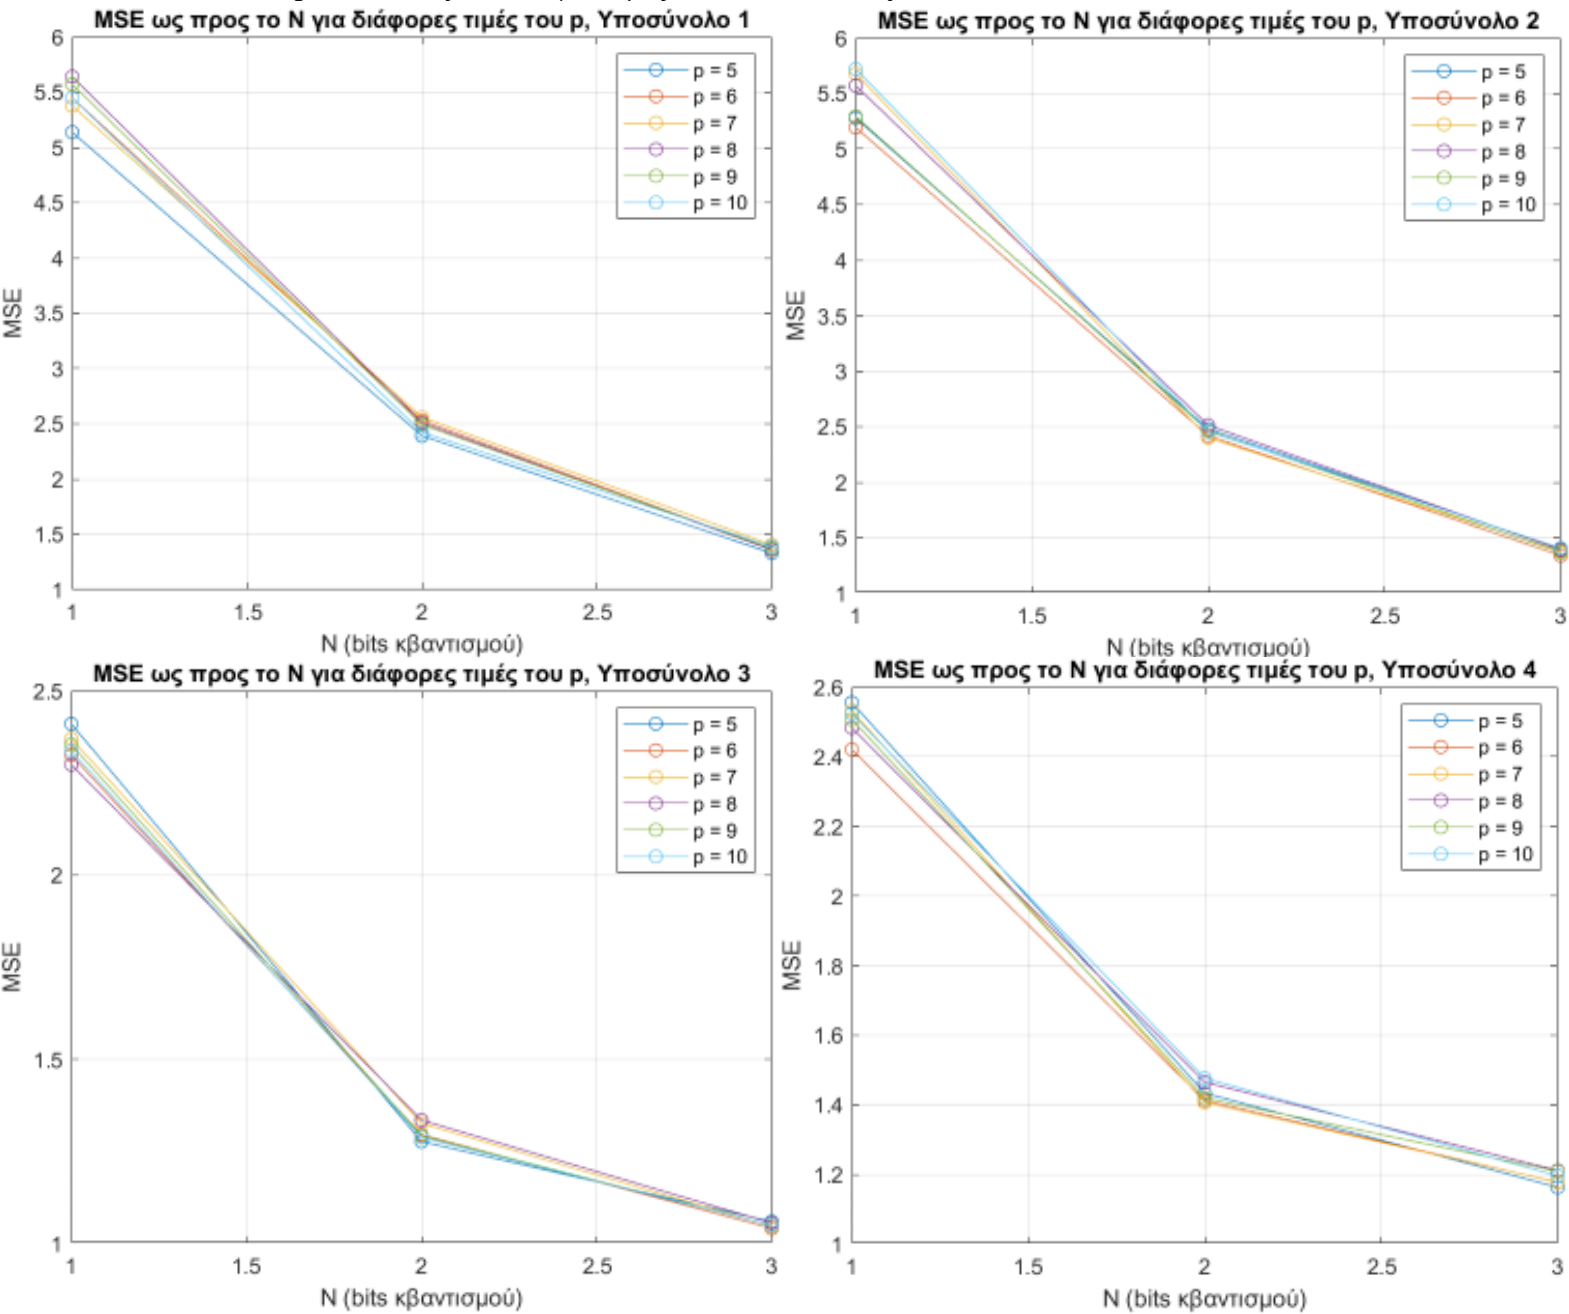 MSE ως προς το N για διάφορες τιμές του p, Υποσύνολο 1
6
5.5
5
4.5
4
3.5
3
2.5
2
1.5
1
MSE
1
1.5
2
2.5
3
N (bits κβαντισμού)
p = 5
p = 6
p = 7
p = 8
p = 9
p = 10
MSE ως προς το N για διάφορες τιμές του p, Υποσύνολο 2
6
5.5
5
4.5
4
3.5
3
2.5
2
1.5
1
MSE
1
1.5
2
2.5
3
N (bits κβαντισμού)
p = 5
p = 6
p = 7
p = 8
p = 9
p = 10
MSE ως προς το N για διάφορες τιμές του p, Υποσύνολο 3
2.5
2
1.5
1
MSE
1
1.5
2
2.5
3
N (bits κβαντισμού)
p = 5
p = 6
p = 7
p = 8
p = 9
p = 10
MSE ως προς το N για διάφορες τιμές του p, Υποσύνολο 4
2.6
2.4
2.2
2
1.8
1.6
1.4
1.2
1
MSE
1
1.5
2
2.5
3
N (bits κβαντισμού)
p = 5
p = 6
p = 7
p = 8
p = 9
p = 10